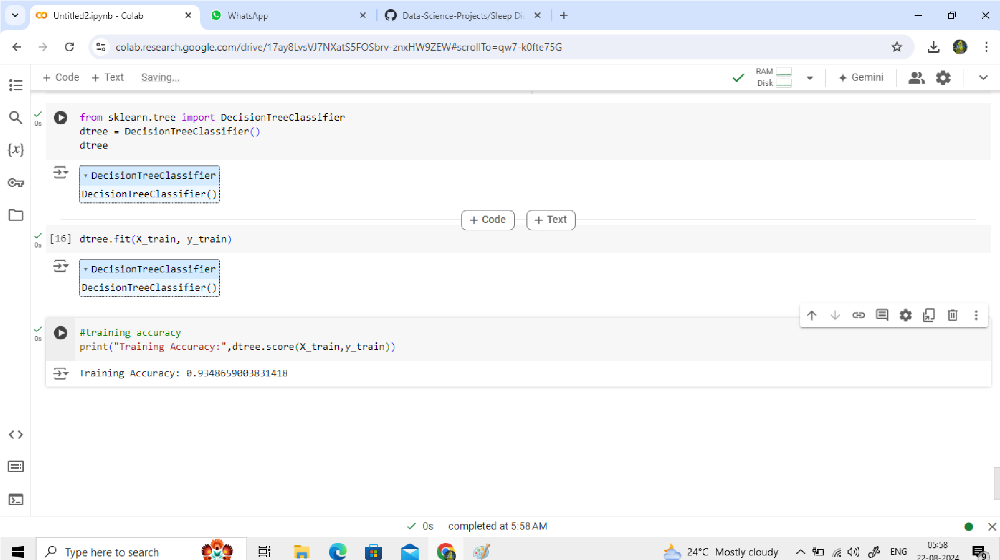 Untitled2.ipynb - Colab
WhatsApp
Data-Science-Projects/Sleep Di
colab.research.google.com/drive/17ay8LvsVJ7NXatS5FOSbrv-znxHW9ZEW#scrollTo=qw7-k0fte75G
+ Code + Text Saving...
RAM
Disk
Gemini
0s
from sklearn.tree import DecisionTreeClassifier
dtree = DecisionTreeClassifier()
dtree
{x}
DecisionTreeClassifier
DecisionTreeClassifier()
+ Code + Text
0s
[16] dtree.fit(X_train, y_train)
DecisionTreeClassifier
DecisionTreeClassifier()
0s
#training accuracy
print("Training Accuracy:",dtree.score(X_train,y_train))
Training Accuracy: 0.9348659003831418
0s completed at 5:58 AM
Type here to search
24°C Mostly cloudy
ENG
05:58
22-08-2024
9